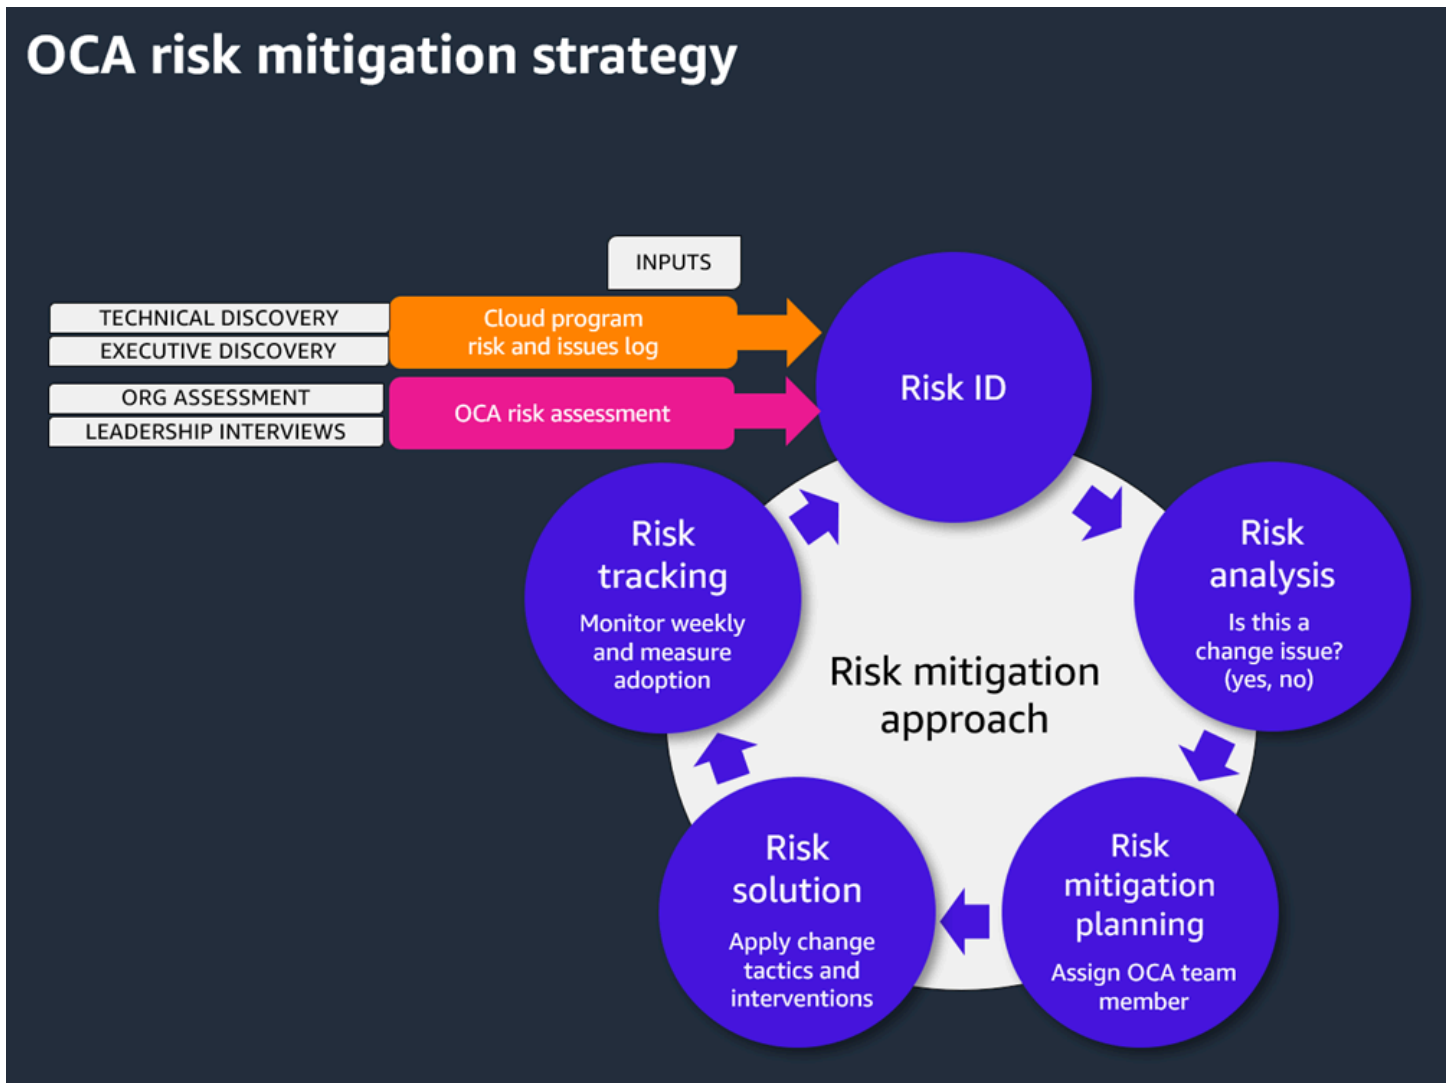 OCA risk mitigation strategy
INPUTS
TECHNICAL DISCOVERY
EXECUTIVE DISCOVERY
Cloud program
risk and issues log
ORG ASSESSMENT
LEADERSHIP INTERVIEWS
OCA risk assessment
Risk ID
Risk
analysis
Is this a
change issue?
(yes, no)
Risk
mitigation
planning
Assign OCA team
member
Risk
solution
Apply change
tactics and
interventions
Risk
tracking
Monitor weekly
and measure
adoption
Risk mitigation
approach